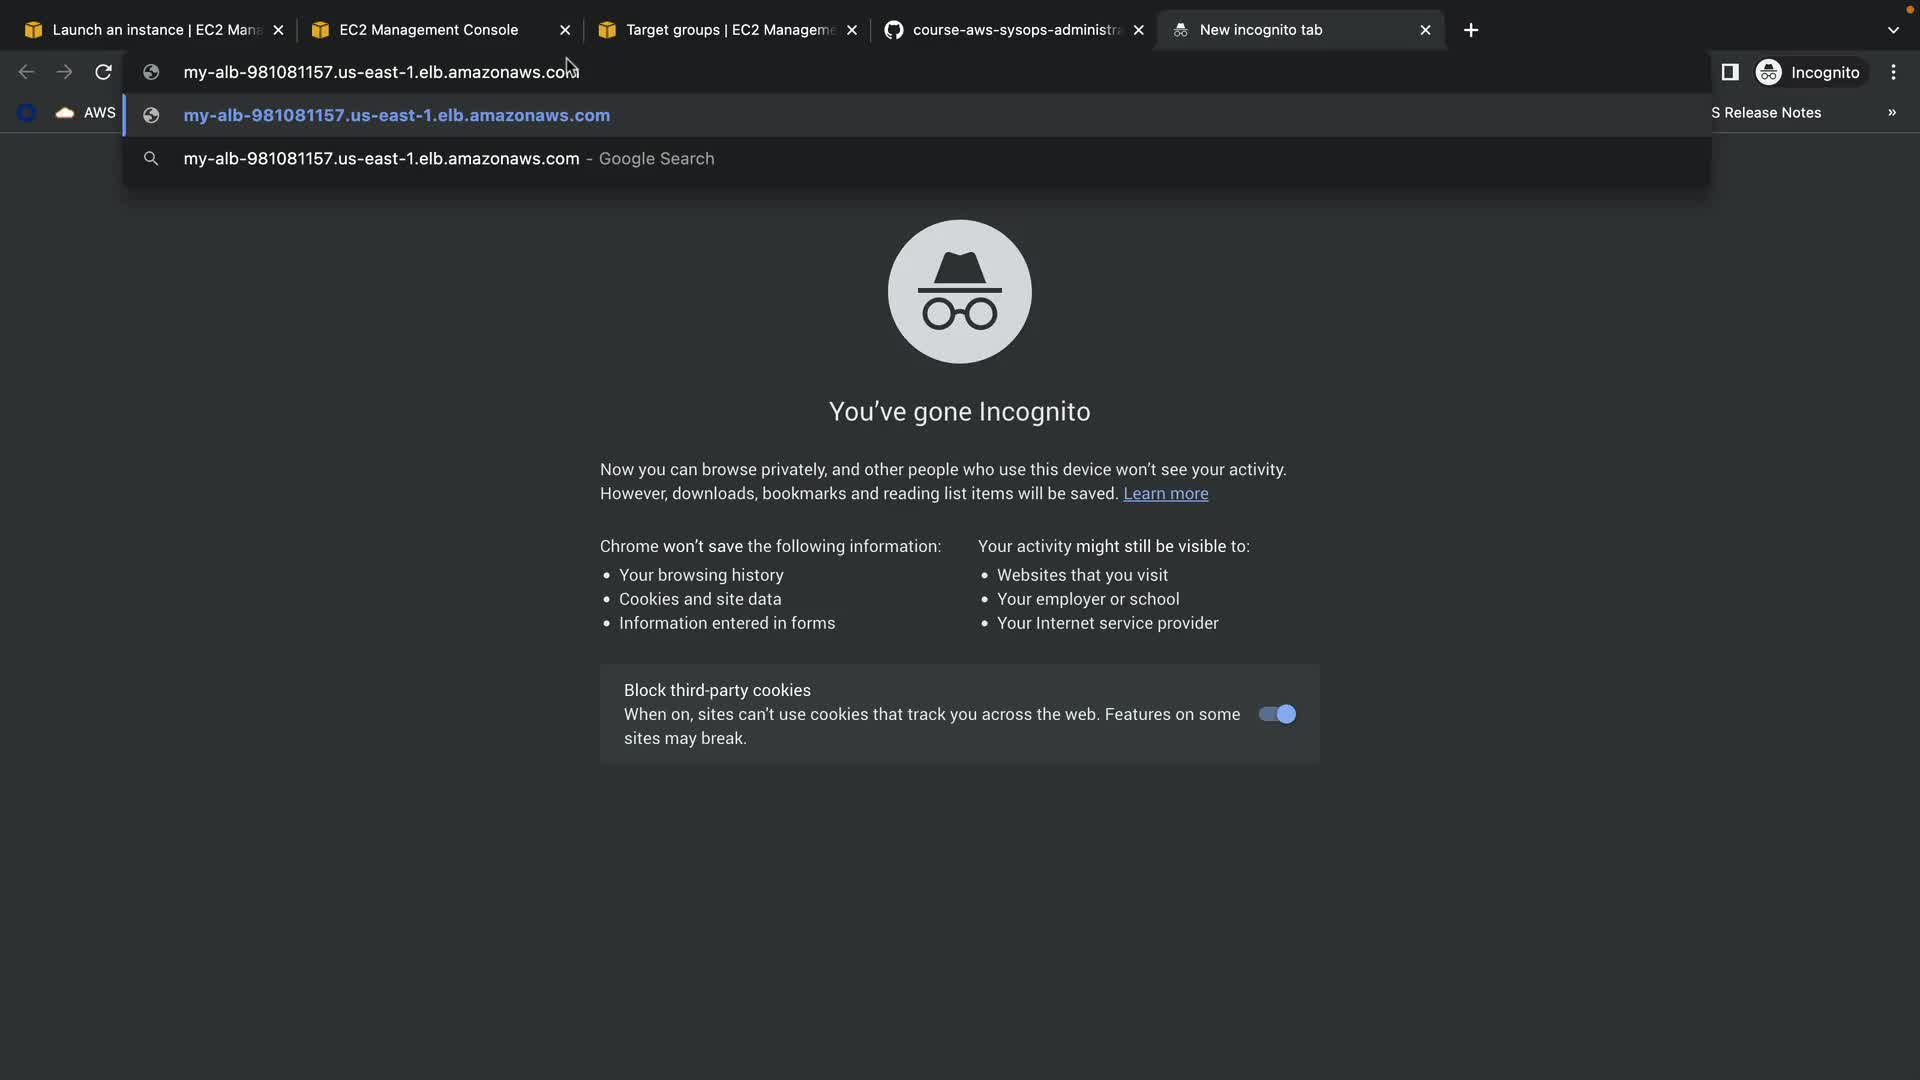 Launch an instance | EC2 Mana
EC2 Management Console
Target groups | EC2 Manageme
course-aws-sysops-administra
New incognito tab
my-alb-981081157.us-east-1.elb.amazonaws.com
Incognito
AWS
my-alb-981081157.us-east-1.elb.amazonaws.com
S Release Notes
»
my-alb-981081157.us-east-1.elb.amazonaws.com - Google Search
You've gone Incognito
Now you can browse privately, and other people who use this device won't see your activity.
However, downloads, bookmarks and reading list items will be saved. Learn more
Chrome won't save the following information:
• Your browsing history
• Cookies and site data
• Information entered in forms
Your activity might still be visible to:
• Websites that you visit
• Your employer or school
• Your Internet service provider
Block third-party cookies
When on, sites can't use cookies that track you across the web. Features on some
sites may break.